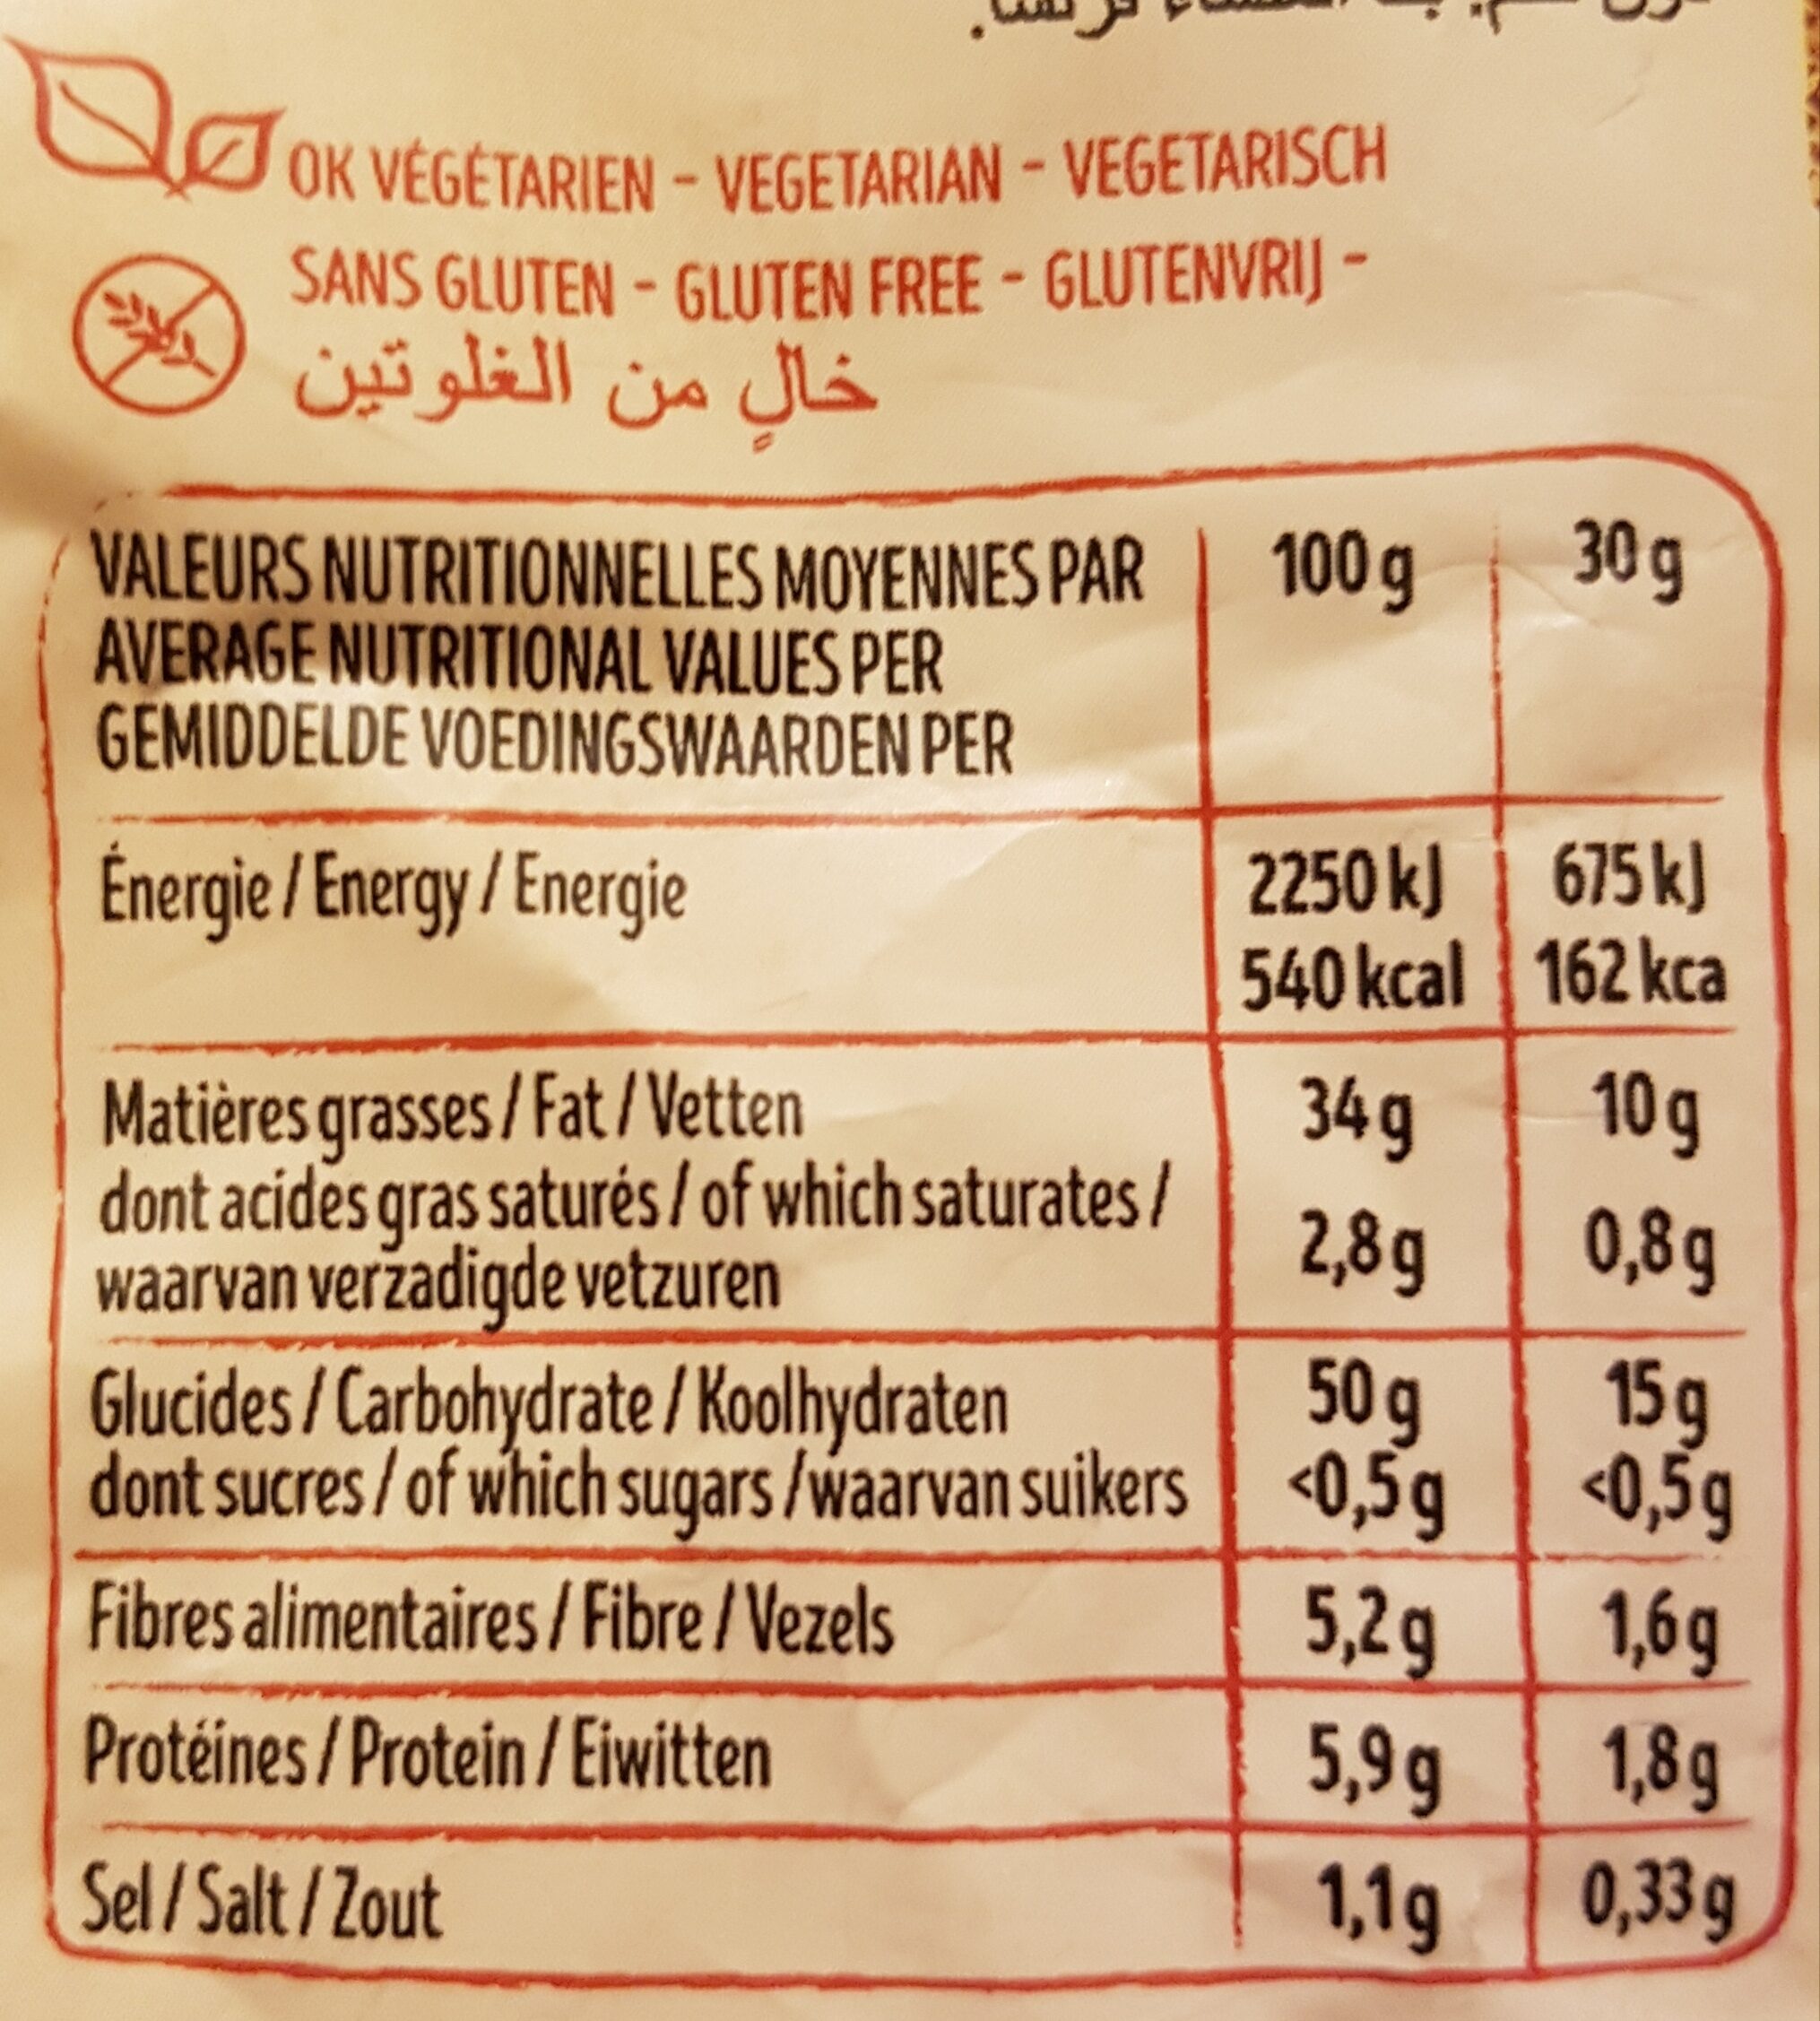 OK VÉGÉTARIEN - VEGETARIAN - VEGETARISCH
SANS GLUTEN - GLUTEN FREE - GLUTENVRIJ -
خالٍ من الغلوتين
VALEURS NUTRITIONNELLES MOYENNES PAR 100 g 30 g
AVERAGE NUTRITIONAL VALUES PER
GEMIDDELDE VOEDINGSWAARDEN PER
Énergie / Energy / Energie 2250 kJ 675 kJ
540 kcal 162 kca
Matières grasses / Fat / Vetten 34 g 10 g
dont acides gras saturés / of which saturates / 2,8 g 0,8 g
waarvan verzadigde vetzuren
Glucides / Carbohydrate / Koolhydraten 50 g 15 g
dont sucres / of which sugars /waarvan suikers <0,5 g <0,5 g
Fibres alimentaires / Fibre / Vezels 5,2 g 1,6 g
Protéines / Protein / Eiwitten 5,9 g 1,8 g
Sel / Salt / Zout 1,1 g 0,33 g